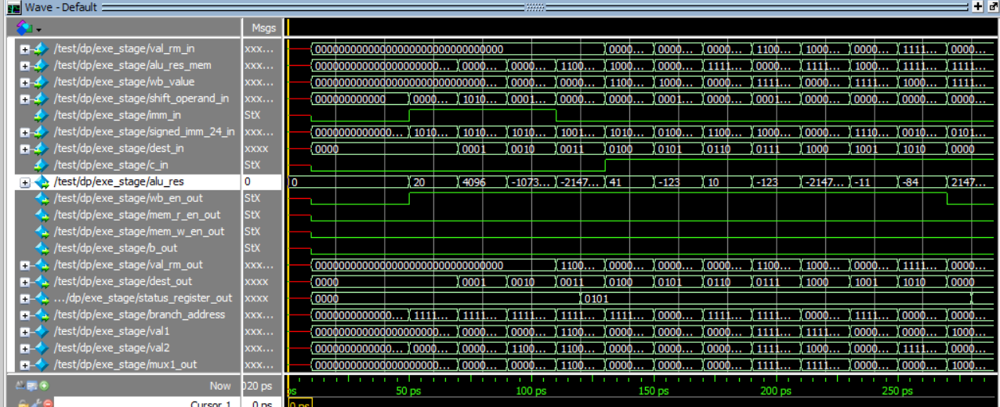 Wave - Default
Msgs
/test/dp/exe_stage/val_rm_in xxx... 00000000000000000000000000000000 0000... 0000... 0000... 1100... 1000... 0000... 1111... 0000...
/test/dp/exe_stage/alu_res_mem xxx... 000000000000000000000... 0000... 0000... 1100... 1000... 0000... 1111... 0000... 1111... 1000... 1111... 1111...
/test/dp/exe_stage/wb_value xxx... 00000000000000000000000000000... 0000... 1100... 1000... 0000... 1111... 0000... 1111... 1000... 1111...
/test/dp/exe_stage/shift_operand_in xxx... 000000000000 0000... 1010... 0001... 0000... 0000... 0001... 0000... 0001... 0000... 0000... 0000... 0000...
/test/dp/exe_stage/imm_in StX
/test/dp/exe_stage/signed_imm_24_in xxx... 0000000000000... 1010... 1010... 1010... 1001... 1010... 0100... 1100... 1000... 0000... 1110... 0010... 0101...
/test/dp/exe_stage/dest_in xxxx 0000 0001 0010 0011 0100 0101 0110 0111 1000 1001 1010 0000
/test/dp/exe_stage/c_in StX
/test/dp/exe_stage/alu_res 0 0 20 4096 -1073... -2147... 41 -123 10 -123 -2147... -11 -84 2147...
/test/dp/exe_stage/wb_en_out StX
/test/dp/exe_stage/mem_r_en_out StX
/test/dp/exe_stage/mem_w_en_out StX
/test/dp/exe_stage/b_out StX
/test/dp/exe_stage/val_rm_out xxx... 00000000000000000000000000000000 1100... 0000... 0000... 0000... 1100... 1000... 0000... 1111... 0000...
/test/dp/exe_stage/dest_out xxxx 0000 0001 0010 0011 0100 0101 0110 0111 1000 1001 1010 0000
.../dp/exe_stage/status_register_out xxxx 0000 0101
/test/dp/exe_stage/branch_address xxx... 0000000000000... 1111... 1111... 1111... 1111... 1111... 0000... 1111... 1111... 0000... 1111... 0000... 0000...
/test/dp/exe_stage/val1 xxx... 000000000000000000000... 0000... 1100... 0000... 0000... 0000... 1111... 1111... 0000... 0000... 1000...
/test/dp/exe_stage/val2 xxx... 0000000000000... 0000... 0000... 1100... 1100... 0000... 0000... 0000... 1111... 1000... 0000... 1111... 0000...
/test/dp/exe_stage/mux1_out xxx... 000000000000000000000... 0000... 0000... 1100... 0000... 0000... 0000... 1111... 1111... 0000... 0000... 1000...
Now 020 ps ps 50 ps 100 ps 150 ps 200 ps 250 ps
Cursor 1 0 ps 0 ps